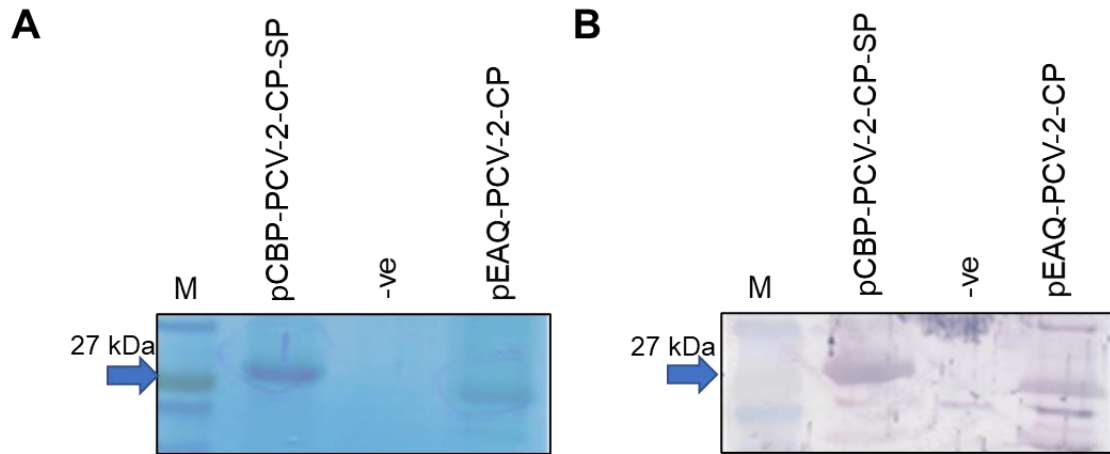 A
M
pCBP-PCV-2-CP-SP
-ve
pEAQ-PCV-2-CP
27 kDa
B
M
pCBP-PCV-2-CP-SP
-ve
pEAQ-PCV-2-CP
27 kDa